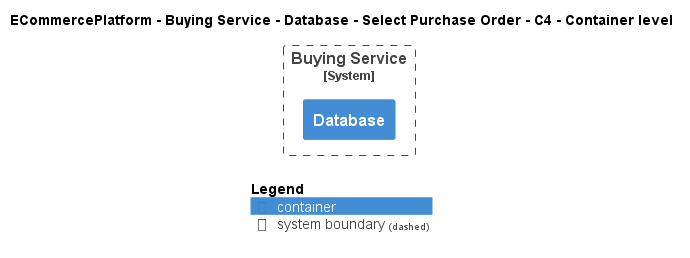 ECommercePlatform - Buying Service - Database - Select Purchase Order - C4 - Container level
Buying Service
[System]
Database
Legend
container
system boundary (dashed)